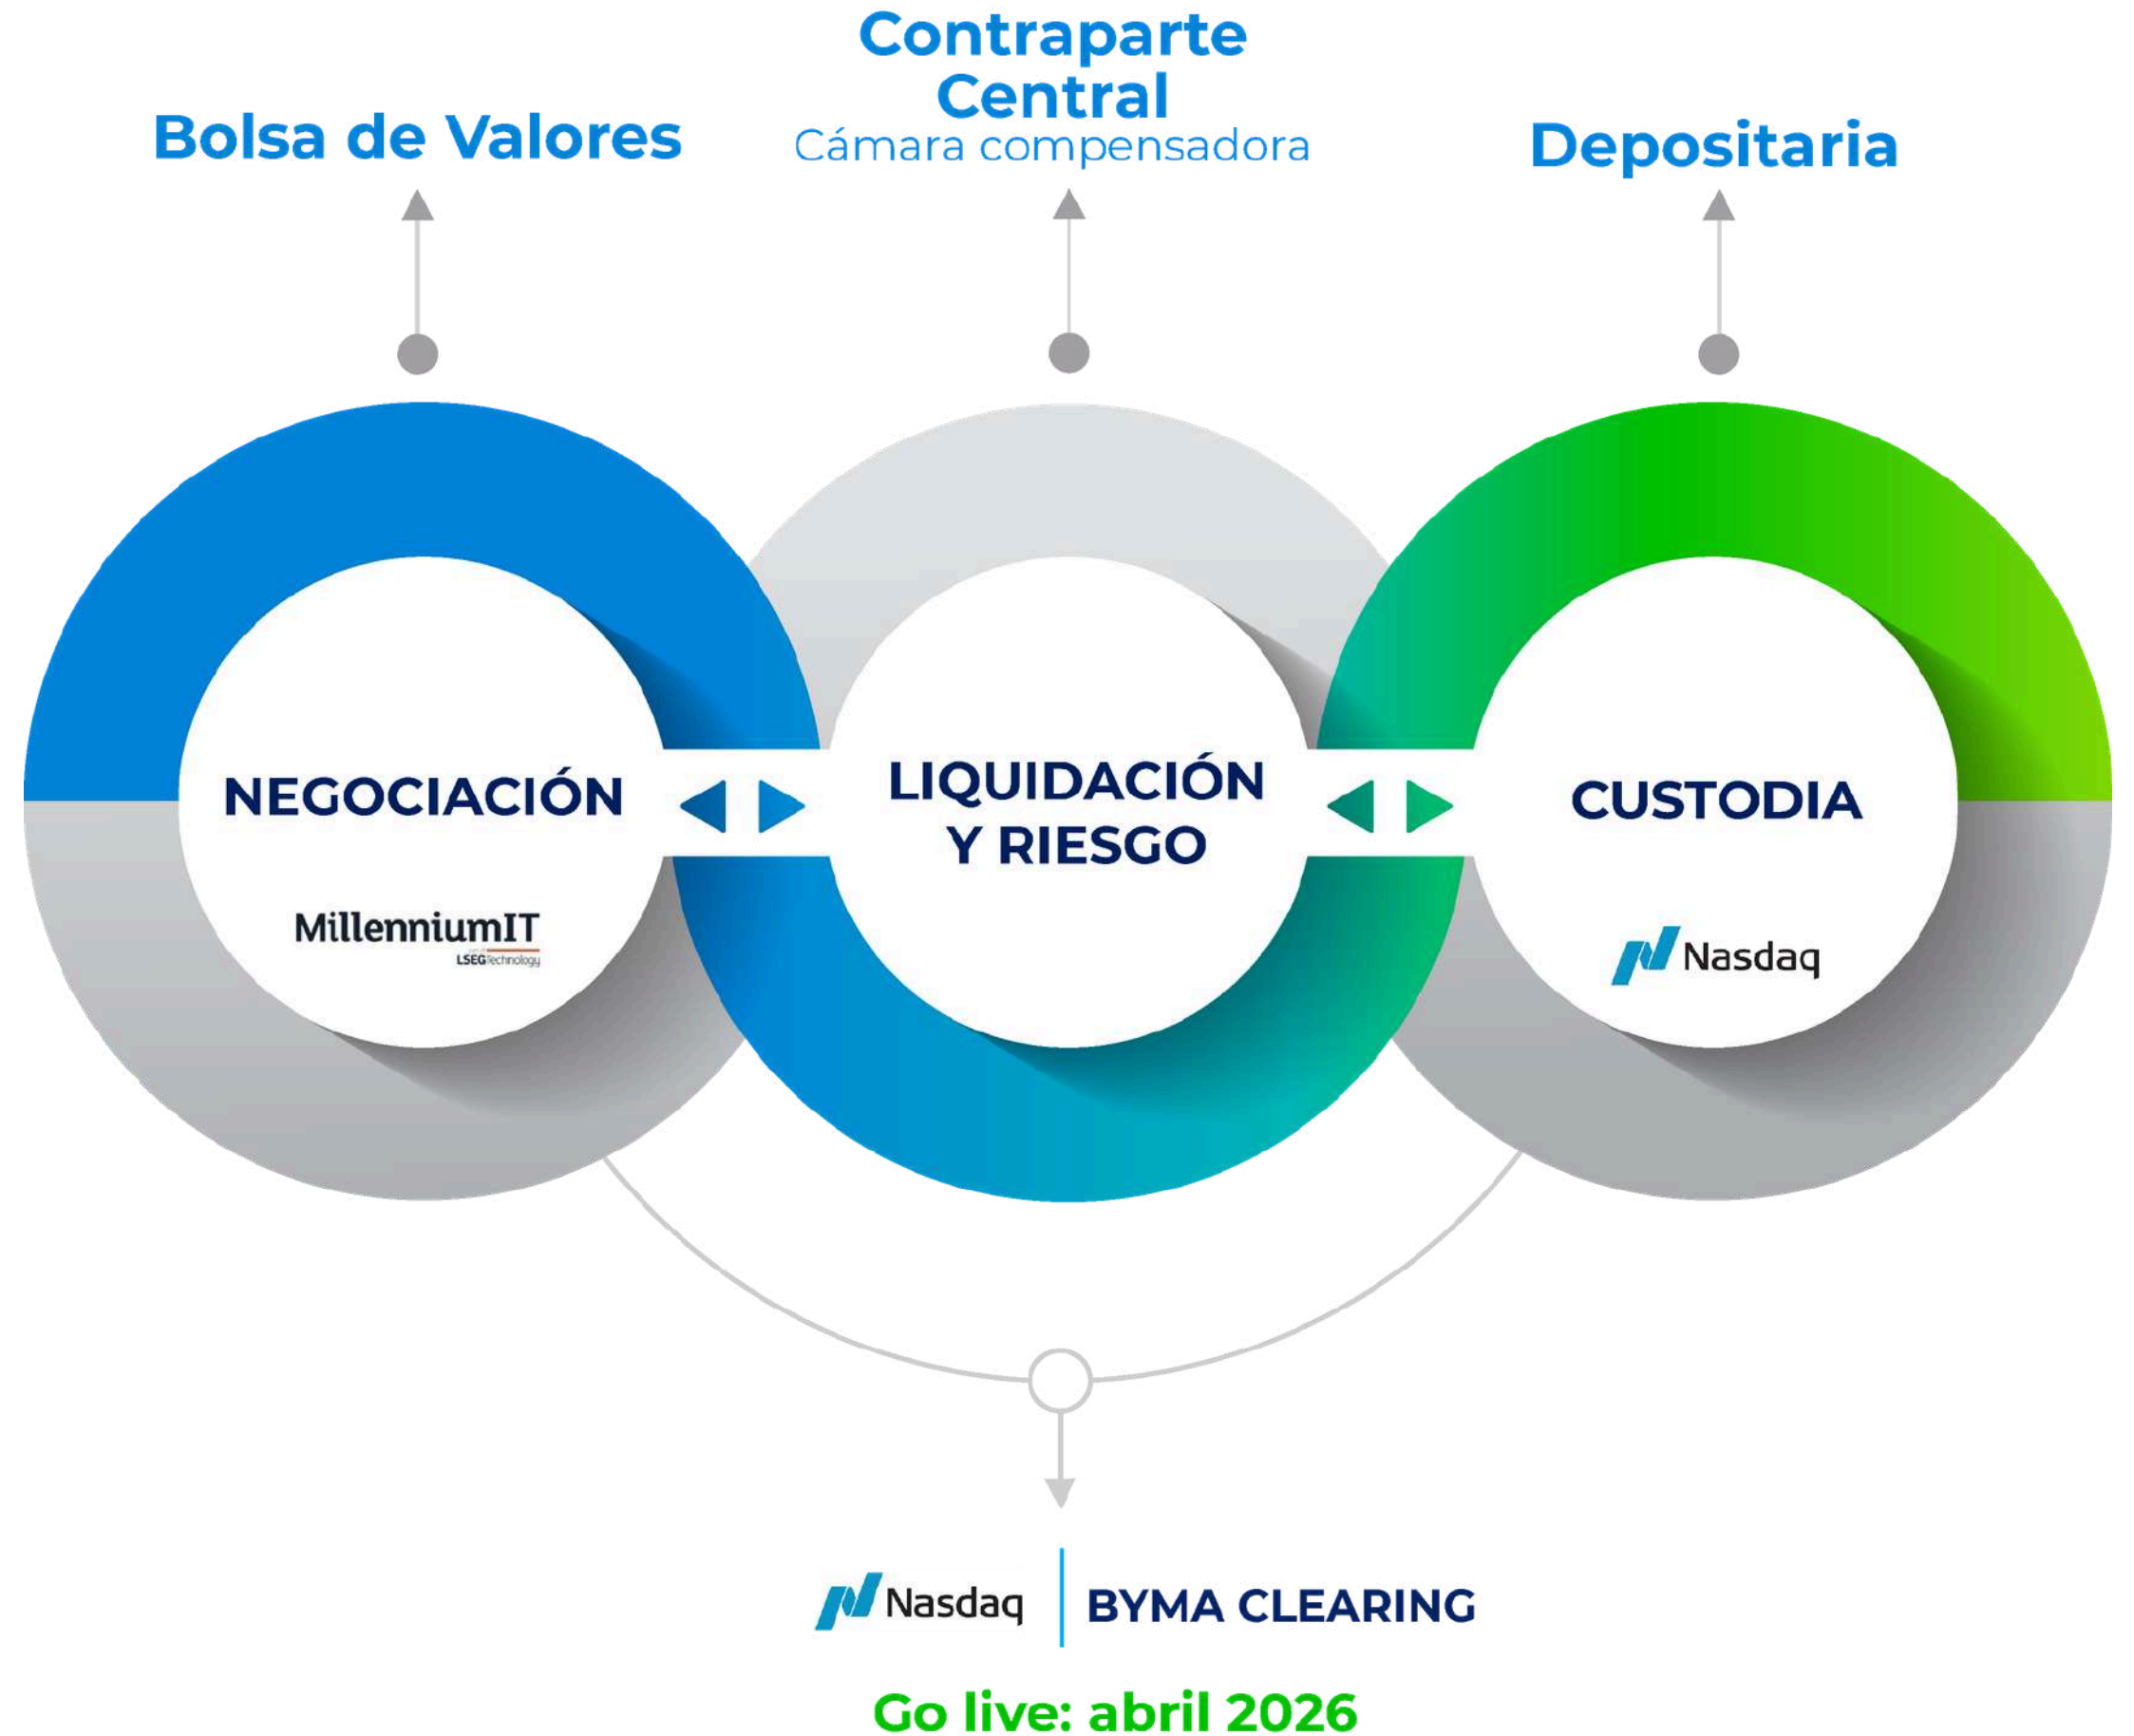 Bolsa de Valores
Contraparte
Central
Cámara compensadora
Depositaria
NEGOCIACIÓN
MillenniumIT
LSEG Technology
LIQUIDACIÓN
Y RIESGO
CUSTODIA
Nasdaq
Nasdaq
BYMA CLEARING
Go live: abril 2026